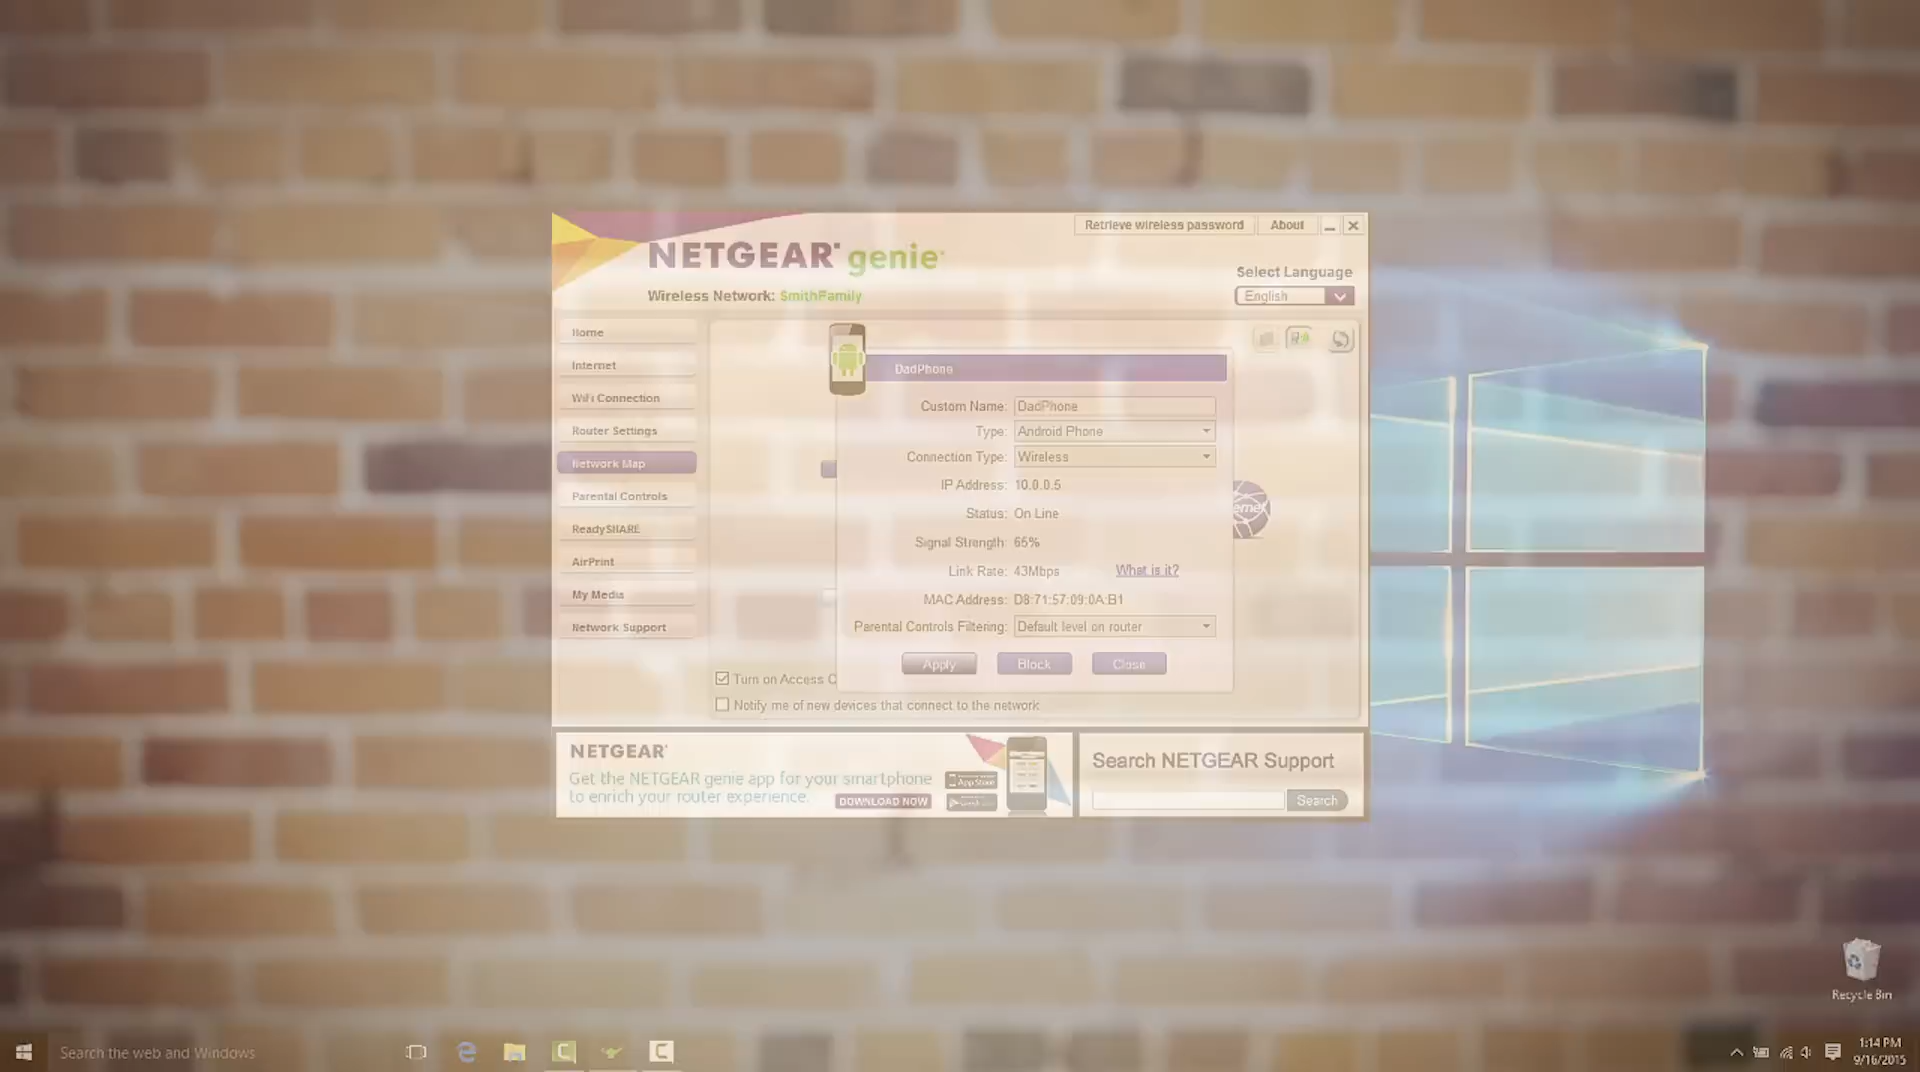 Retrieve wireless password
About
NETGEAR genie
Select Language
Wireless Network: SmithFamily
English
Home
Internet
WiFi Connection
Router Settings
Network Map
Parental Controls
ReadySHARE
AirPrint
My Media
Network Support
DadPhone
Custom Name: DadPhone
Type: Android Phone
Connection Type: Wireless
IP Address: 10.0.0.5
Status: On Line
Signal Strength: 65%
Link Rate: 43Mbps What is it?
MAC Address: D8:71:57:09:0A:B1
Parental Controls Filtering: Default level on router
Apply Block Close
ernet
Turn on Access C
Notify me of new devices that connect to the network
NETGEAR
Get the NETGEAR genie app for your smartphone
to enrich your router experience.
DOWNLOAD NOW
App Store
Search NETGEAR Support
Search
Recycle Bin
Search the web and Windows
1:14 PM
9/16/2015